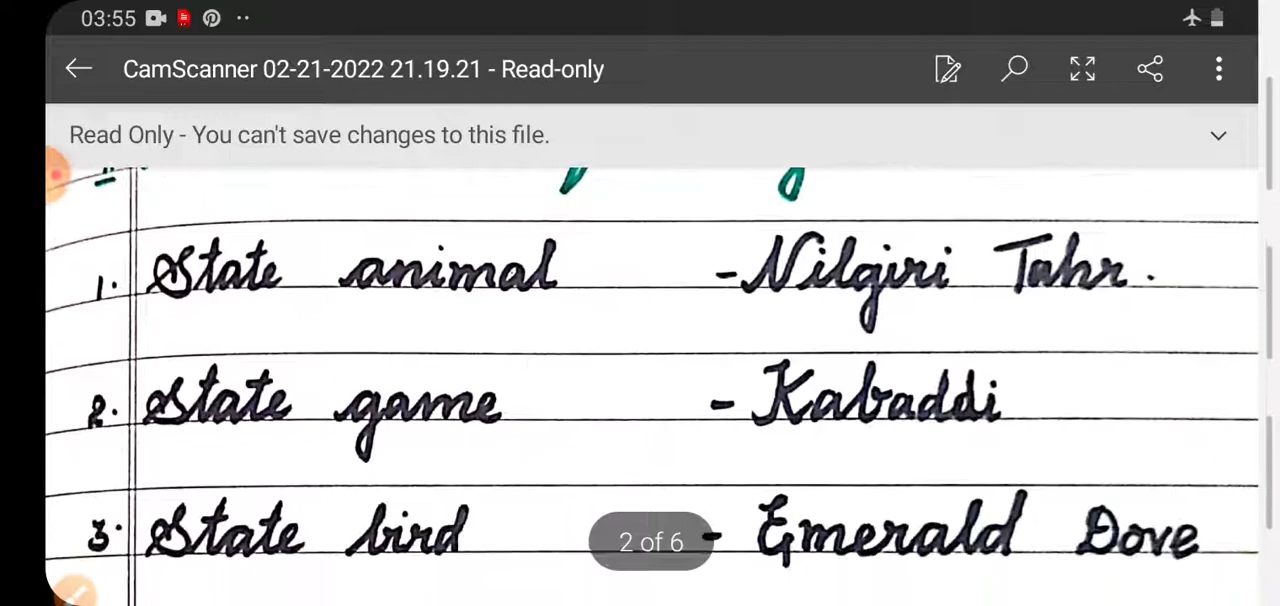 03:55
CamScanner 02-21-2022 21.19.21 - Read-only
Read Only - You can't save changes to this file.
1. State animal - Nilgiri Tahr.
2. State game - Kabaddi
3. State bird - Emerald Dove
2 of 6